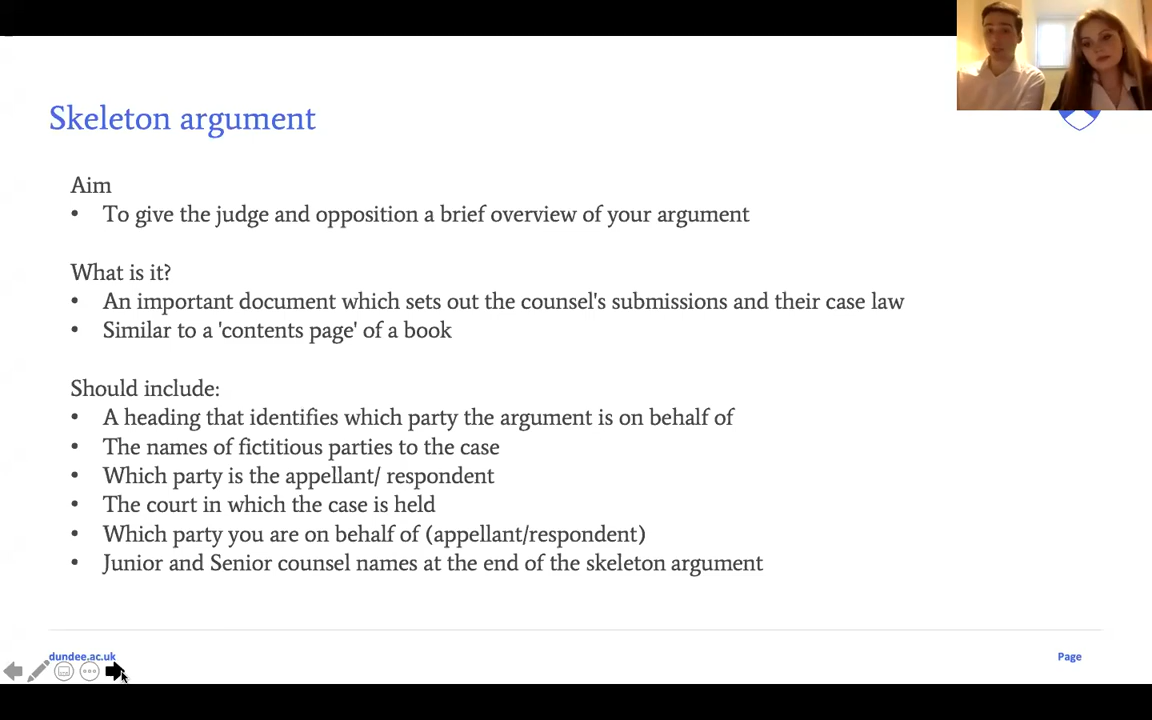 Skeleton argument
Aim
• To give the judge and opposition a brief overview of your argument
What is it?
• An important document which sets out the counsel's submissions and their case law
• Similar to a 'contents page' of a book
Should include:
• A heading that identifies which party the argument is on behalf of
• The names of fictitious parties to the case
• Which party is the appellant/ respondent
• The court in which the case is held
• Which party you are on behalf of (appellant/respondent)
• Junior and Senior counsel names at the end of the skeleton argument
dundee.ac.uk
Page